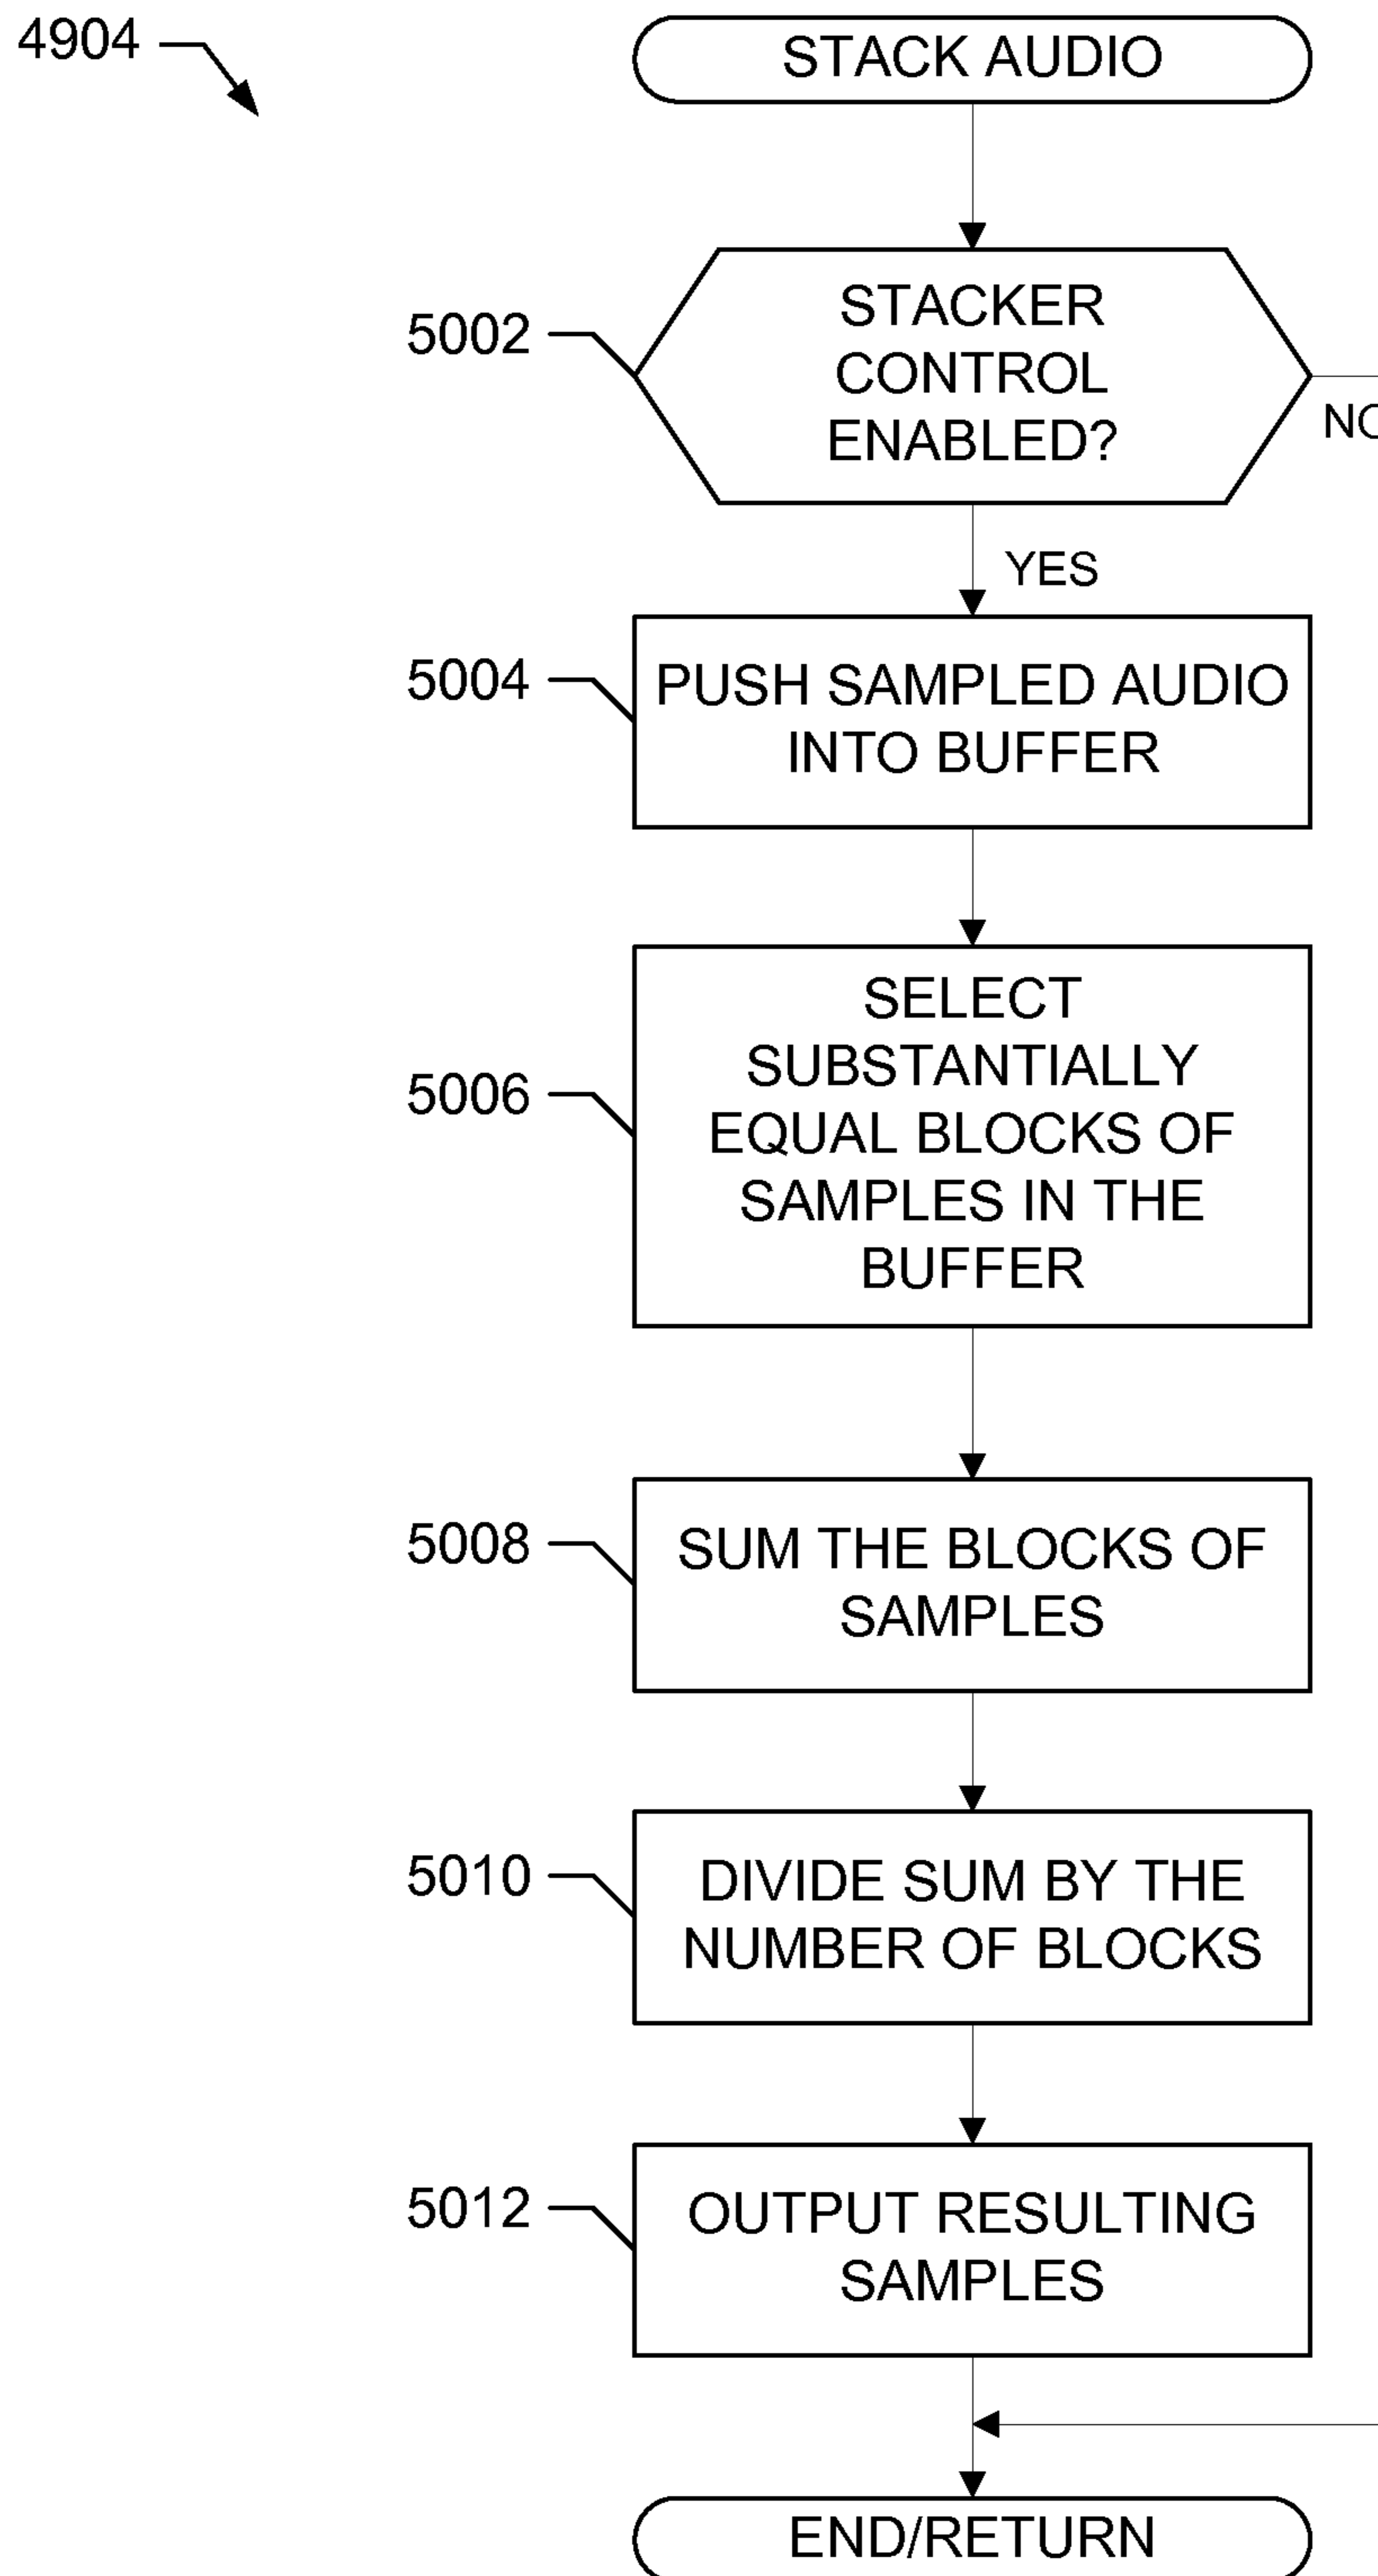 4904
STACK AUDIO
5002
STACKER
CONTROL
ENABLED?
NO
YES
5004
PUSH SAMPLED AUDIO
INTO BUFFER
5006
SELECT
SUBSTANTIALLY
EQUAL BLOCKS OF
SAMPLES IN THE
BUFFER
5008
SUM THE BLOCKS OF
SAMPLES
5010
DIVIDE SUM BY THE
NUMBER OF BLOCKS
5012
OUTPUT RESULTING
SAMPLES
END/RETURN